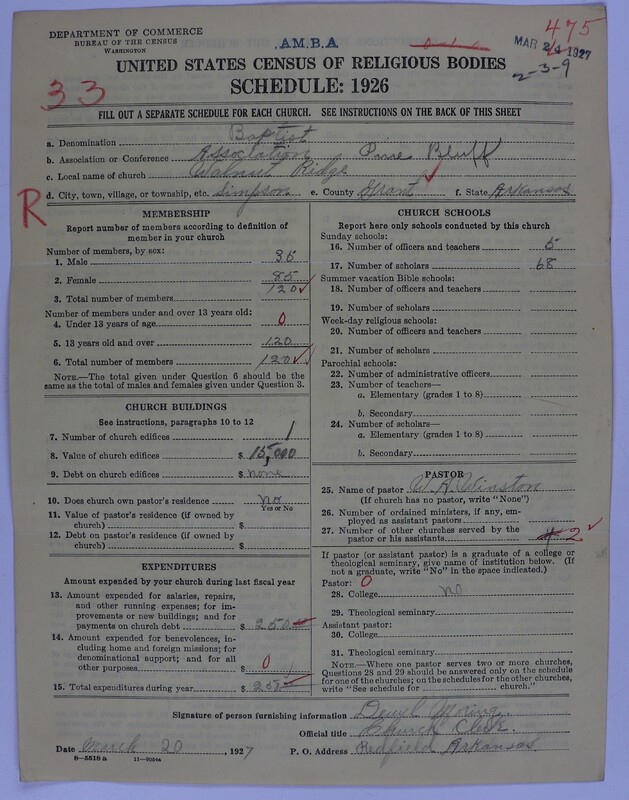 DEPARTMENT OF COMMERCE
BUREAU OF THE CENSUS
WASHINGTON
A.M.B.A
475
MAR 24 1927
2-3-9
UNITED STATES CENSUS OF RELIGIOUS BODIES
33
SCHEDULE: 1926
FILL OUT A SEPARATE SCHEDULE FOR EACH CHURCH. SEE INSTRUCTIONS ON THE BACK OF THIS SHEET
a. Denomination Baptist
b. Association or Conference Association Pine Bluff
c. Local name of church Walnut Ridge
d. City, town, village, or township, etc. Simpson e. County Grant f. State Arkansas
R
MEMBERSHIP
Report number of members according to definition of
member in your church
Number of members, by sex:
1. Male 35
2. Female 85
3. Total number of members 120
Number of members under and over 13 years old:
4. Under 13 years of age 0
5. 13 years old and over 120
6. Total number of members 120
NOTE.—The total given under Question 6 should be the
same as the total of males and females given under Question 3.
CHURCH BUILDINGS
See instructions, paragraphs 10 to 12
7. Number of church edifices 1
8. Value of church edifices $ 15,000
9. Debt on church edifices $ none
10. Does church own pastor's residence No
Yes or No
11. Value of pastor's residence (if owned by
church) $
12. Debt on pastor's residence (if owned by
church) $
EXPENDITURES
Amount expended by your church during last fiscal year
13. Amount expended for salaries, repairs,
and other running expenses; for im-
provements or new buildings; and for
payments on church debt $ 250
14. Amount expended for benevolences, in-
cluding home and foreign missions; for
denominational support; and for all
other purposes $ 0
15. Total expenditures during year $ 250
CHURCH SCHOOLS
Report here only schools conducted by this church
Sunday schools:
16. Number of officers and teachers 5
17. Number of scholars 68
Summer vacation Bible schools:
18. Number of officers and teachers
19. Number of scholars
Week-day religious schools:
20. Number of officers and teachers
21. Number of scholars
Parochial schools:
22. Number of administrative officers
23. Number of teachers—
a. Elementary (grades 1 to 8)
b. Secondary
24. Number of scholars—
a. Elementary (grades 1 to 8)
b. Secondary
PASTOR
25. Name of pastor W. A. Winston
(If church has no pastor, write "None")
26. Number of ordained ministers, if any, em-
ployed as assistant pastors
27. Number of other churches served by the
pastor or his assistants 2
If pastor (or assistant pastor) is a graduate of a college or
theological seminary, give name of institution below. (If
not a graduate, write "No" in the space indicated.)
Pastor: 0
28. College no
29. Theological seminary
Assistant pastor:
30. College
31. Theological seminary
NOTE.—Where one pastor serves two or more churches,
Questions 28 and 29 should be answered only on the schedule
for one of the churches; on the schedules for the other churches,
write "See schedule for church."
Signature of person furnishing information
Official title Church Clerk
Date March 20, 1927 P. O. Address Redfield Arkansas
8—5518a 11—9054a